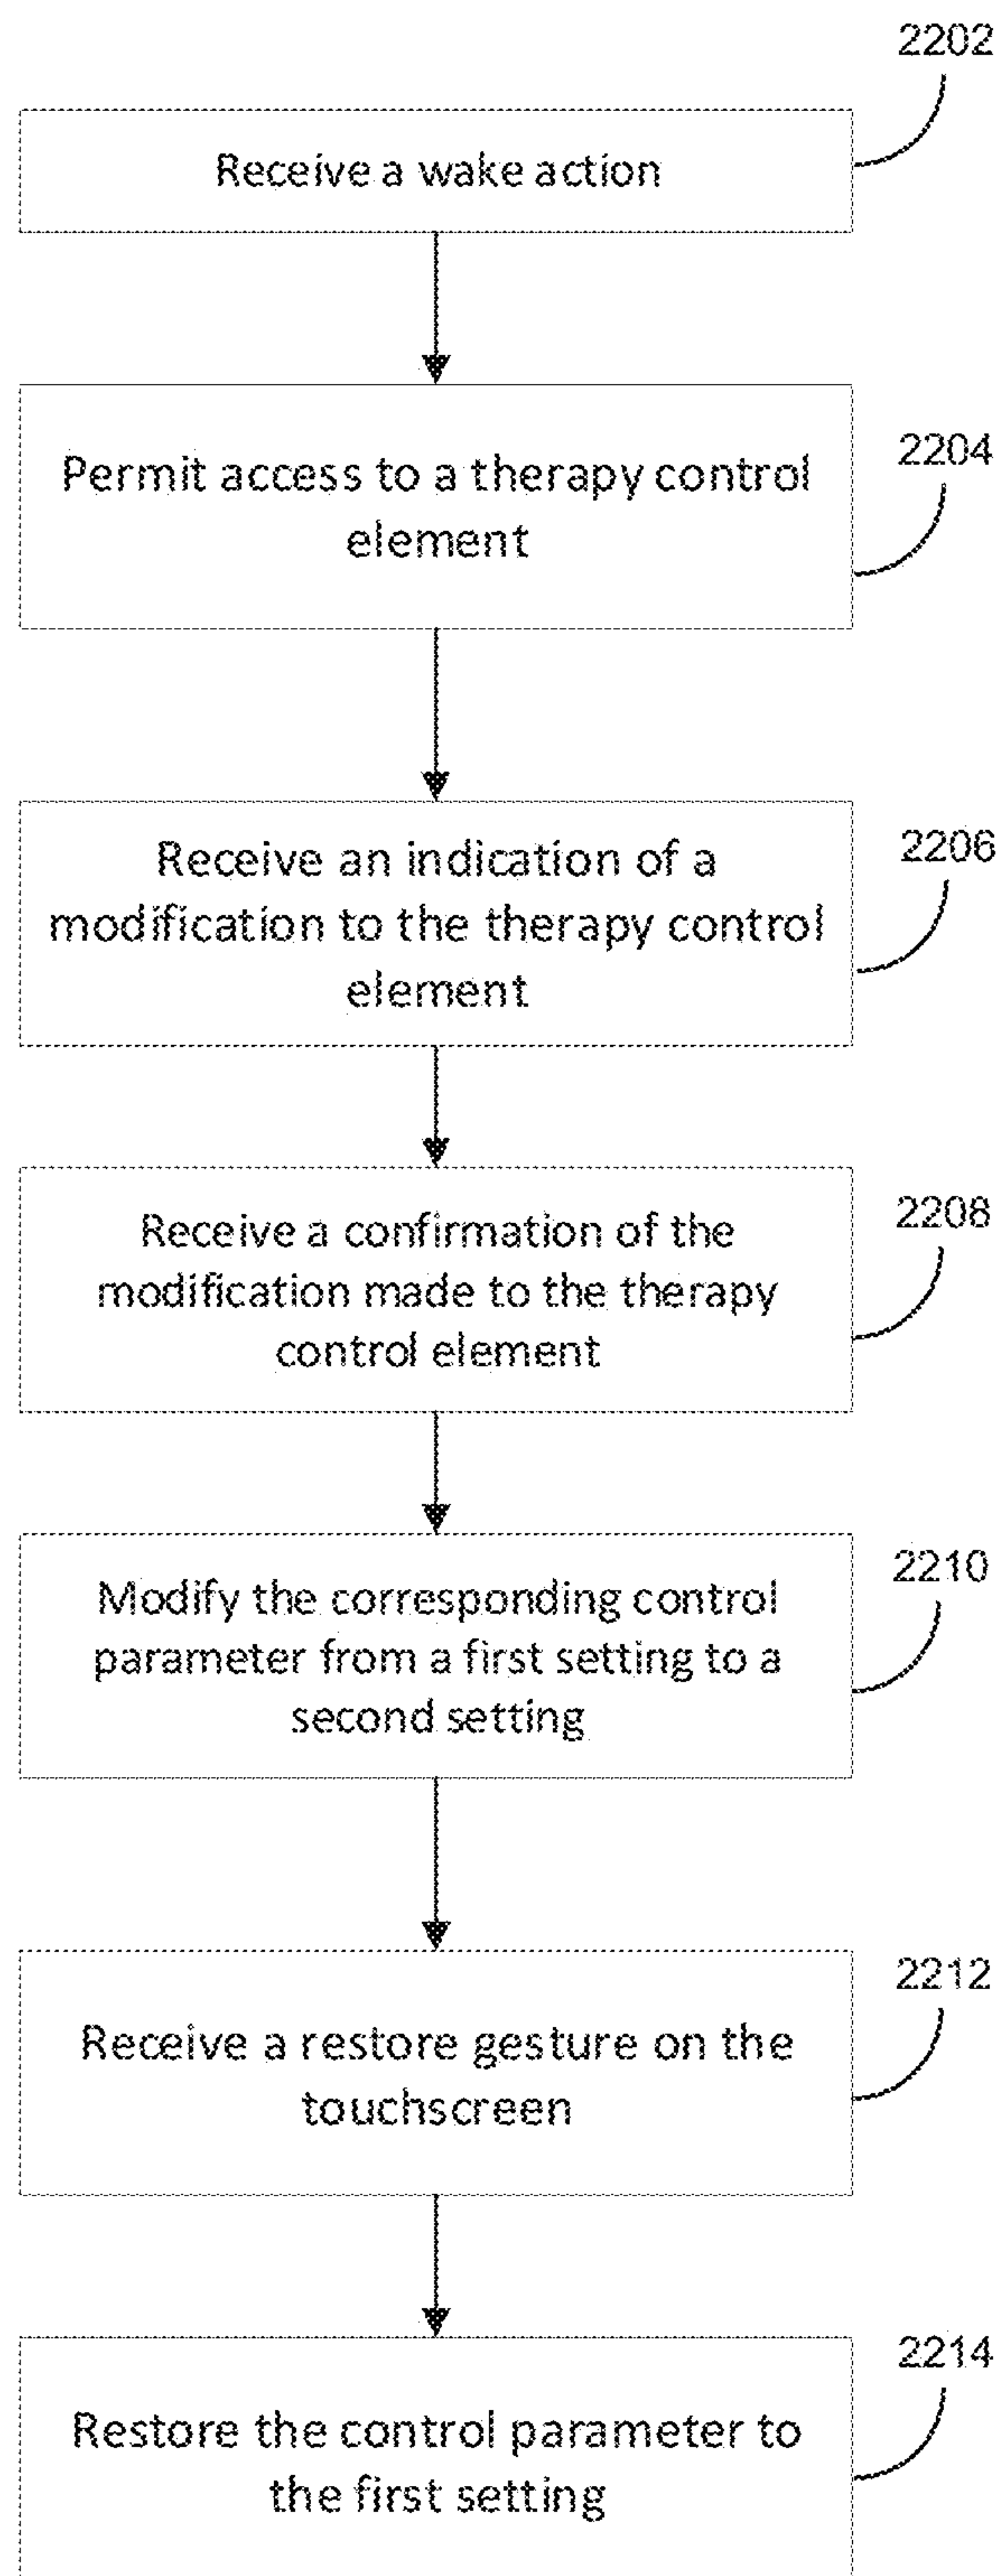 2202
Receive a wake action
2204
Permit access to a therapy control
element
2206
Receive an indication of a
modification to the therapy control
element
2208
Receive a confirmation of the
modification made to the therapy
control element
2210
Modify the corresponding control
parameter from a first setting to a
second setting
2212
Receive a restore gesture on the
touchscreen
2214
Restore the control parameter to
the first setting